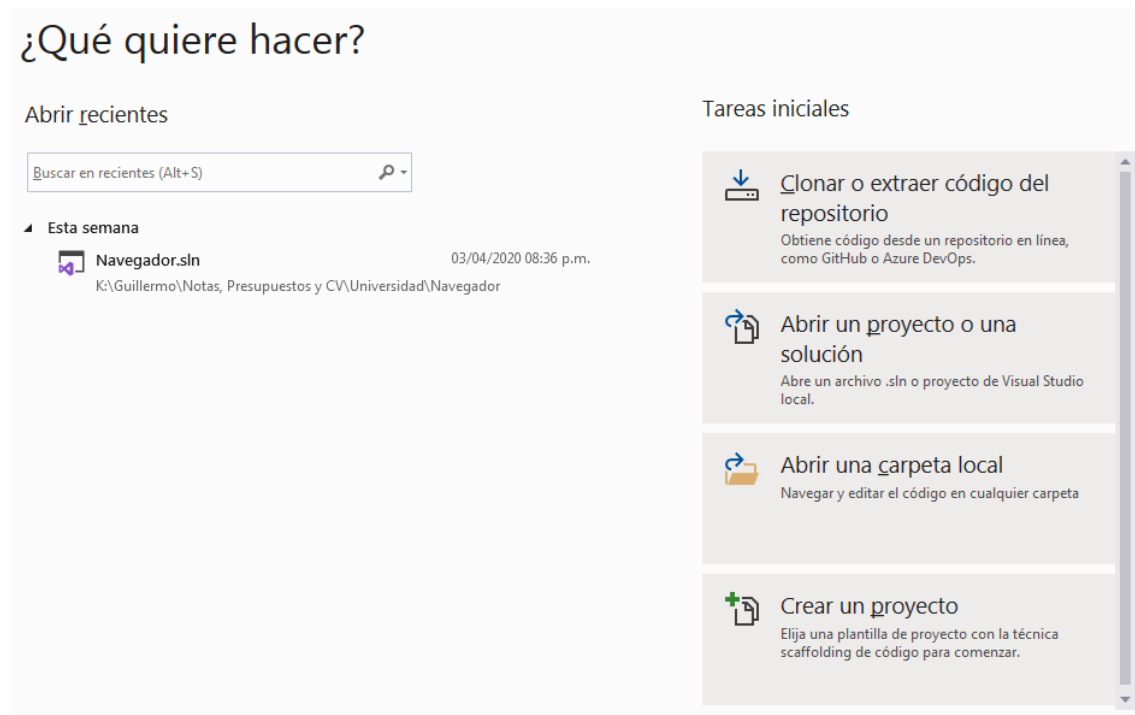 ¿Qué quiere hacer?
Abrir recientes
Buscar en recientes (Alt+S)
Esta semana
Navegador.sln 03/04/2020 08:36 p.m.
K:\Guillermo\Notas, Presupuestos y CV\Universidad\Navegador
Tareas iniciales
Clonar o extraer código del
repositorio
Obtiene código desde un repositorio en línea,
como GitHub o Azure DevOps.
Abrir un proyecto o una
solución
Abre un archivo .sln o proyecto de Visual Studio
local.
Abrir una carpeta local
Navegar y editar el código en cualquier carpeta
Crear un proyecto
Elija una plantilla de proyecto con la técnica
scaffolding de código para comenzar.